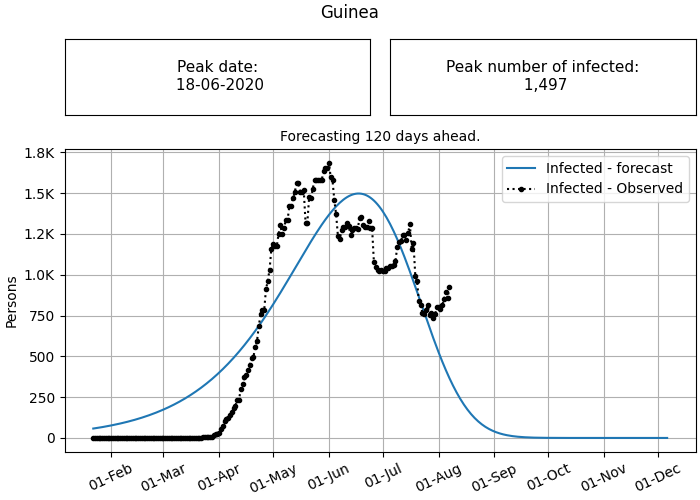 Guinea
Peak date:
18-06-2020
Peak number of infected:
1,497
Forecasting 120 days ahead.
Infected - forecast
Infected - Observed
Persons
1.8K
1.5K
1.2K
1.0K
750
500
250
0
01-Feb
01-Mar
01-Apr
01-May
01-Jun
01-Jul
01-Aug
01-Sep
01-Oct
01-Nov
01-Dec